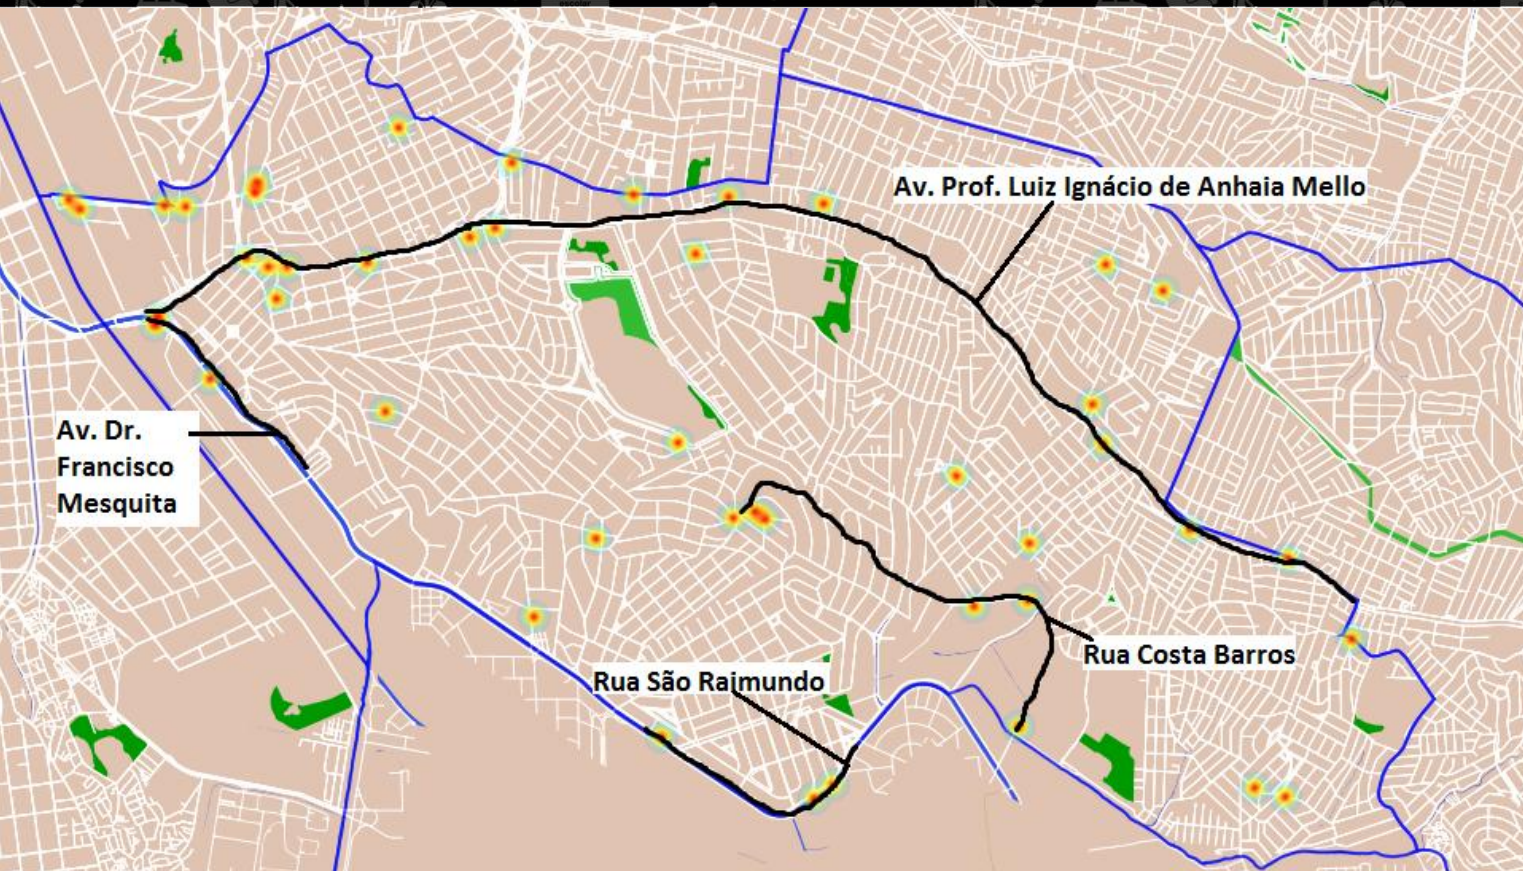 Av. Prof. Luiz Ignácio de Anhaia Mello
Av. Dr.
Francisco
Mesquita
Rua Costa Barros
Rua São Raimundo